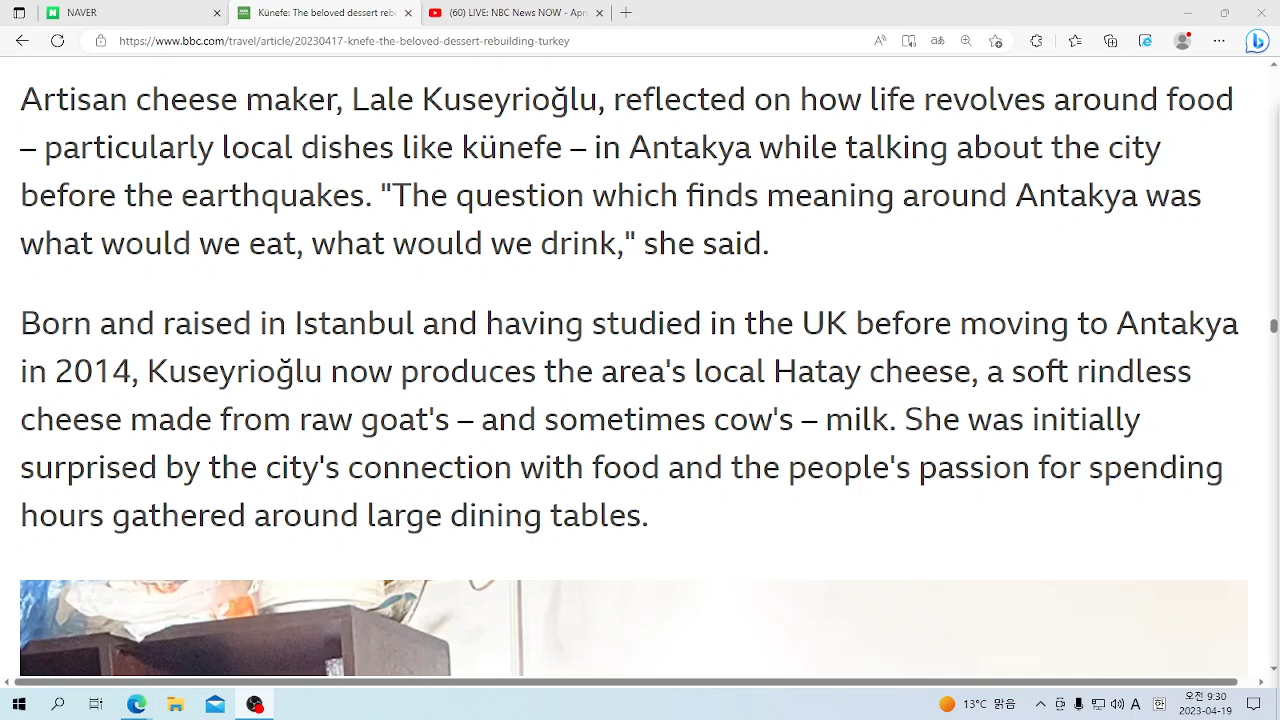 NAVER
Künefe: The beloved dessert reb
(60) LIVE: NBC News NOW - Apr
https://www.bbc.com/travel/article/20230417-knefe-the-beloved-dessert-rebuilding-turkey
Artisan cheese maker, Lale Kuseyrioğlu, reflected on how life revolves around food
– particularly local dishes like künefe – in Antakya while talking about the city
before the earthquakes. "The question which finds meaning around Antakya was
what would we eat, what would we drink," she said.
Born and raised in Istanbul and having studied in the UK before moving to Antakya
in 2014, Kuseyrioğlu now produces the area's local Hatay cheese, a soft rindless
cheese made from raw goat's – and sometimes cow's – milk. She was initially
surprised by the city's connection with food and the people's passion for spending
hours gathered around large dining tables.
13°C 맑음
A
오전 9:30
2023-04-19